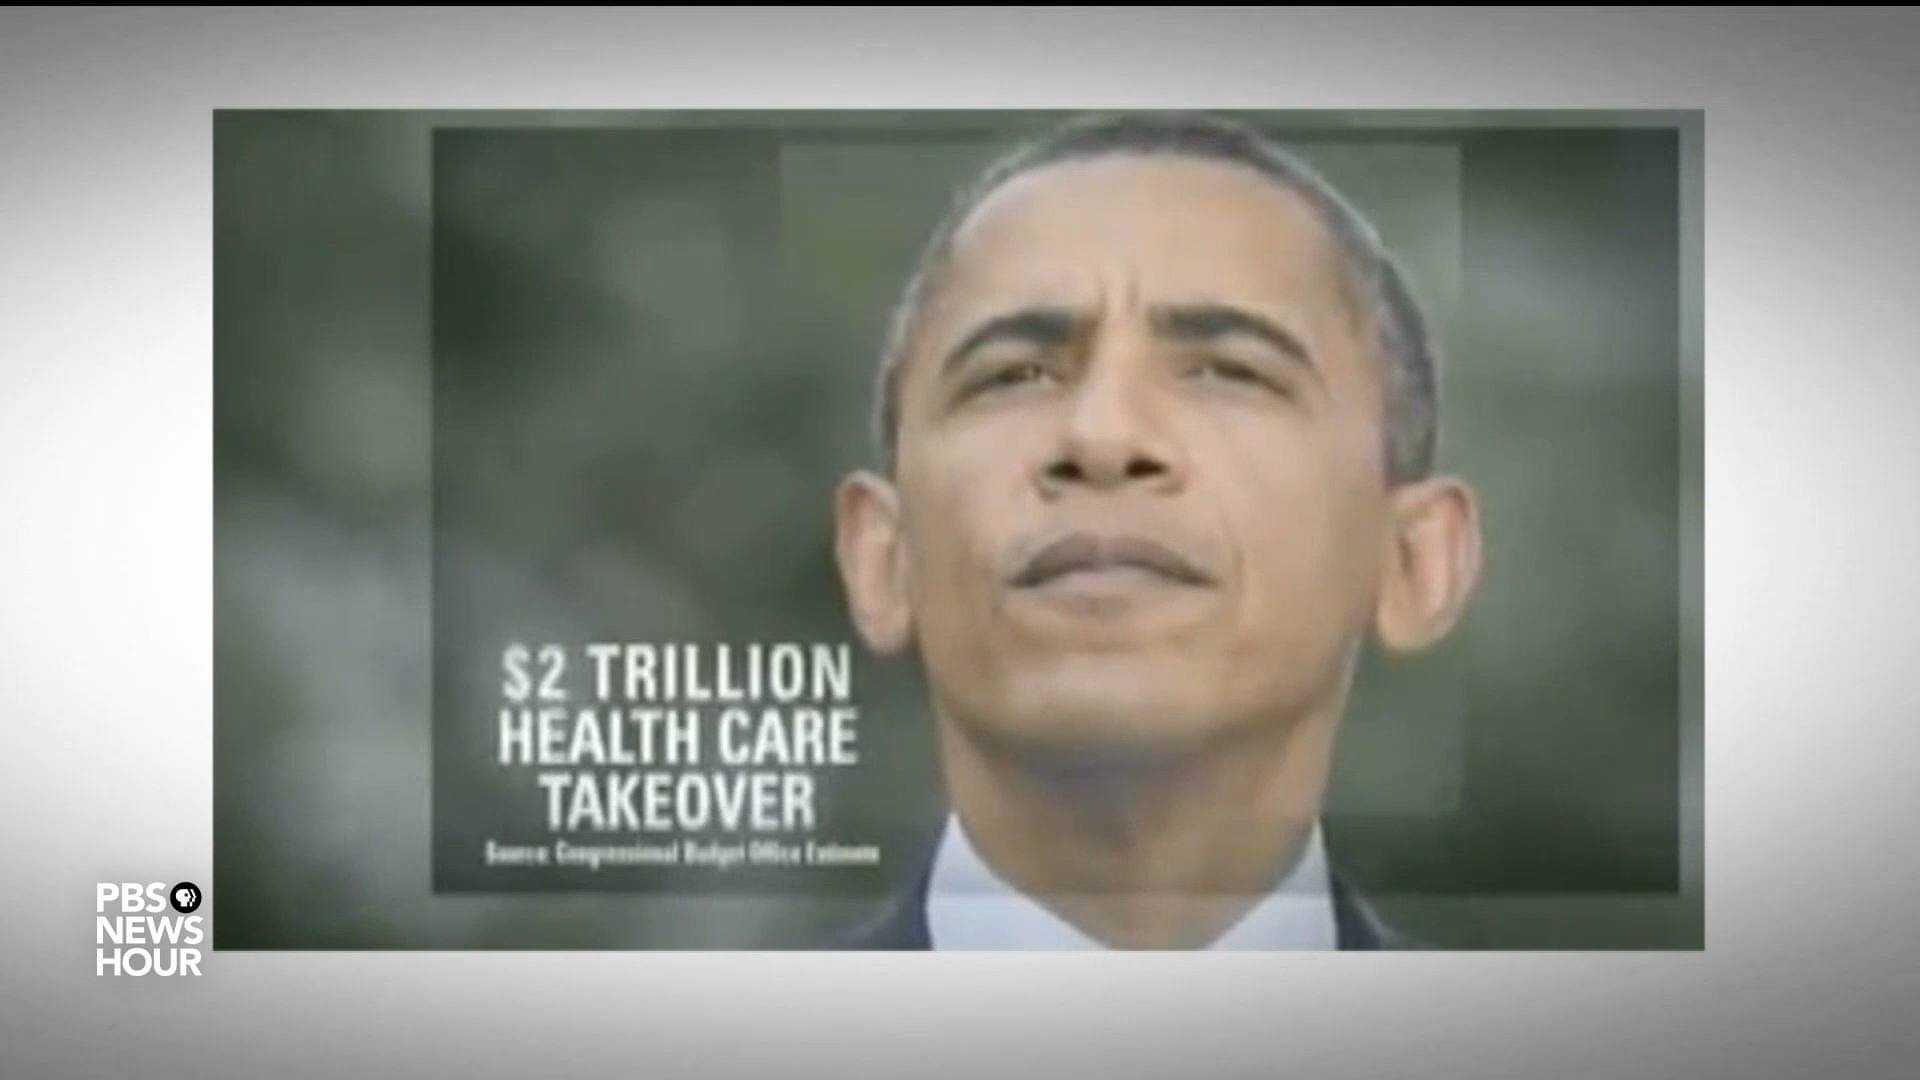 $2 TRILLION
HEALTH CARE
TAKEOVER
Source: Congressional Budget Office Estimate
PBS
NEWS
HOUR